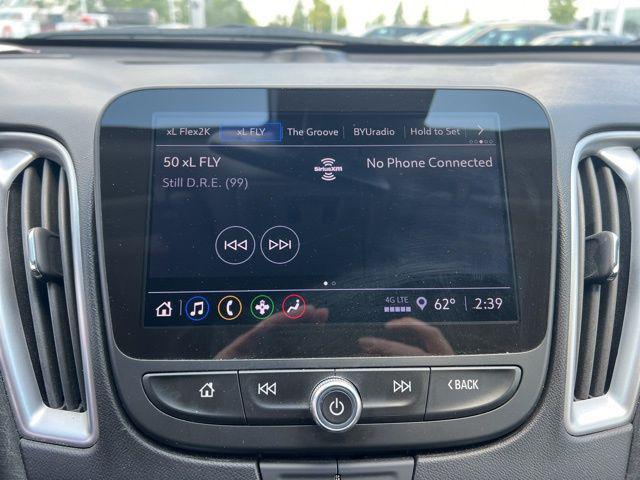 xL Flex2K xL FLY The Groove BYUradio Hold to Set
50 xL FLY
SiriusXM
No Phone Connected
Still D.R.E. (99)
4G LTE
62° 2:39
BACK